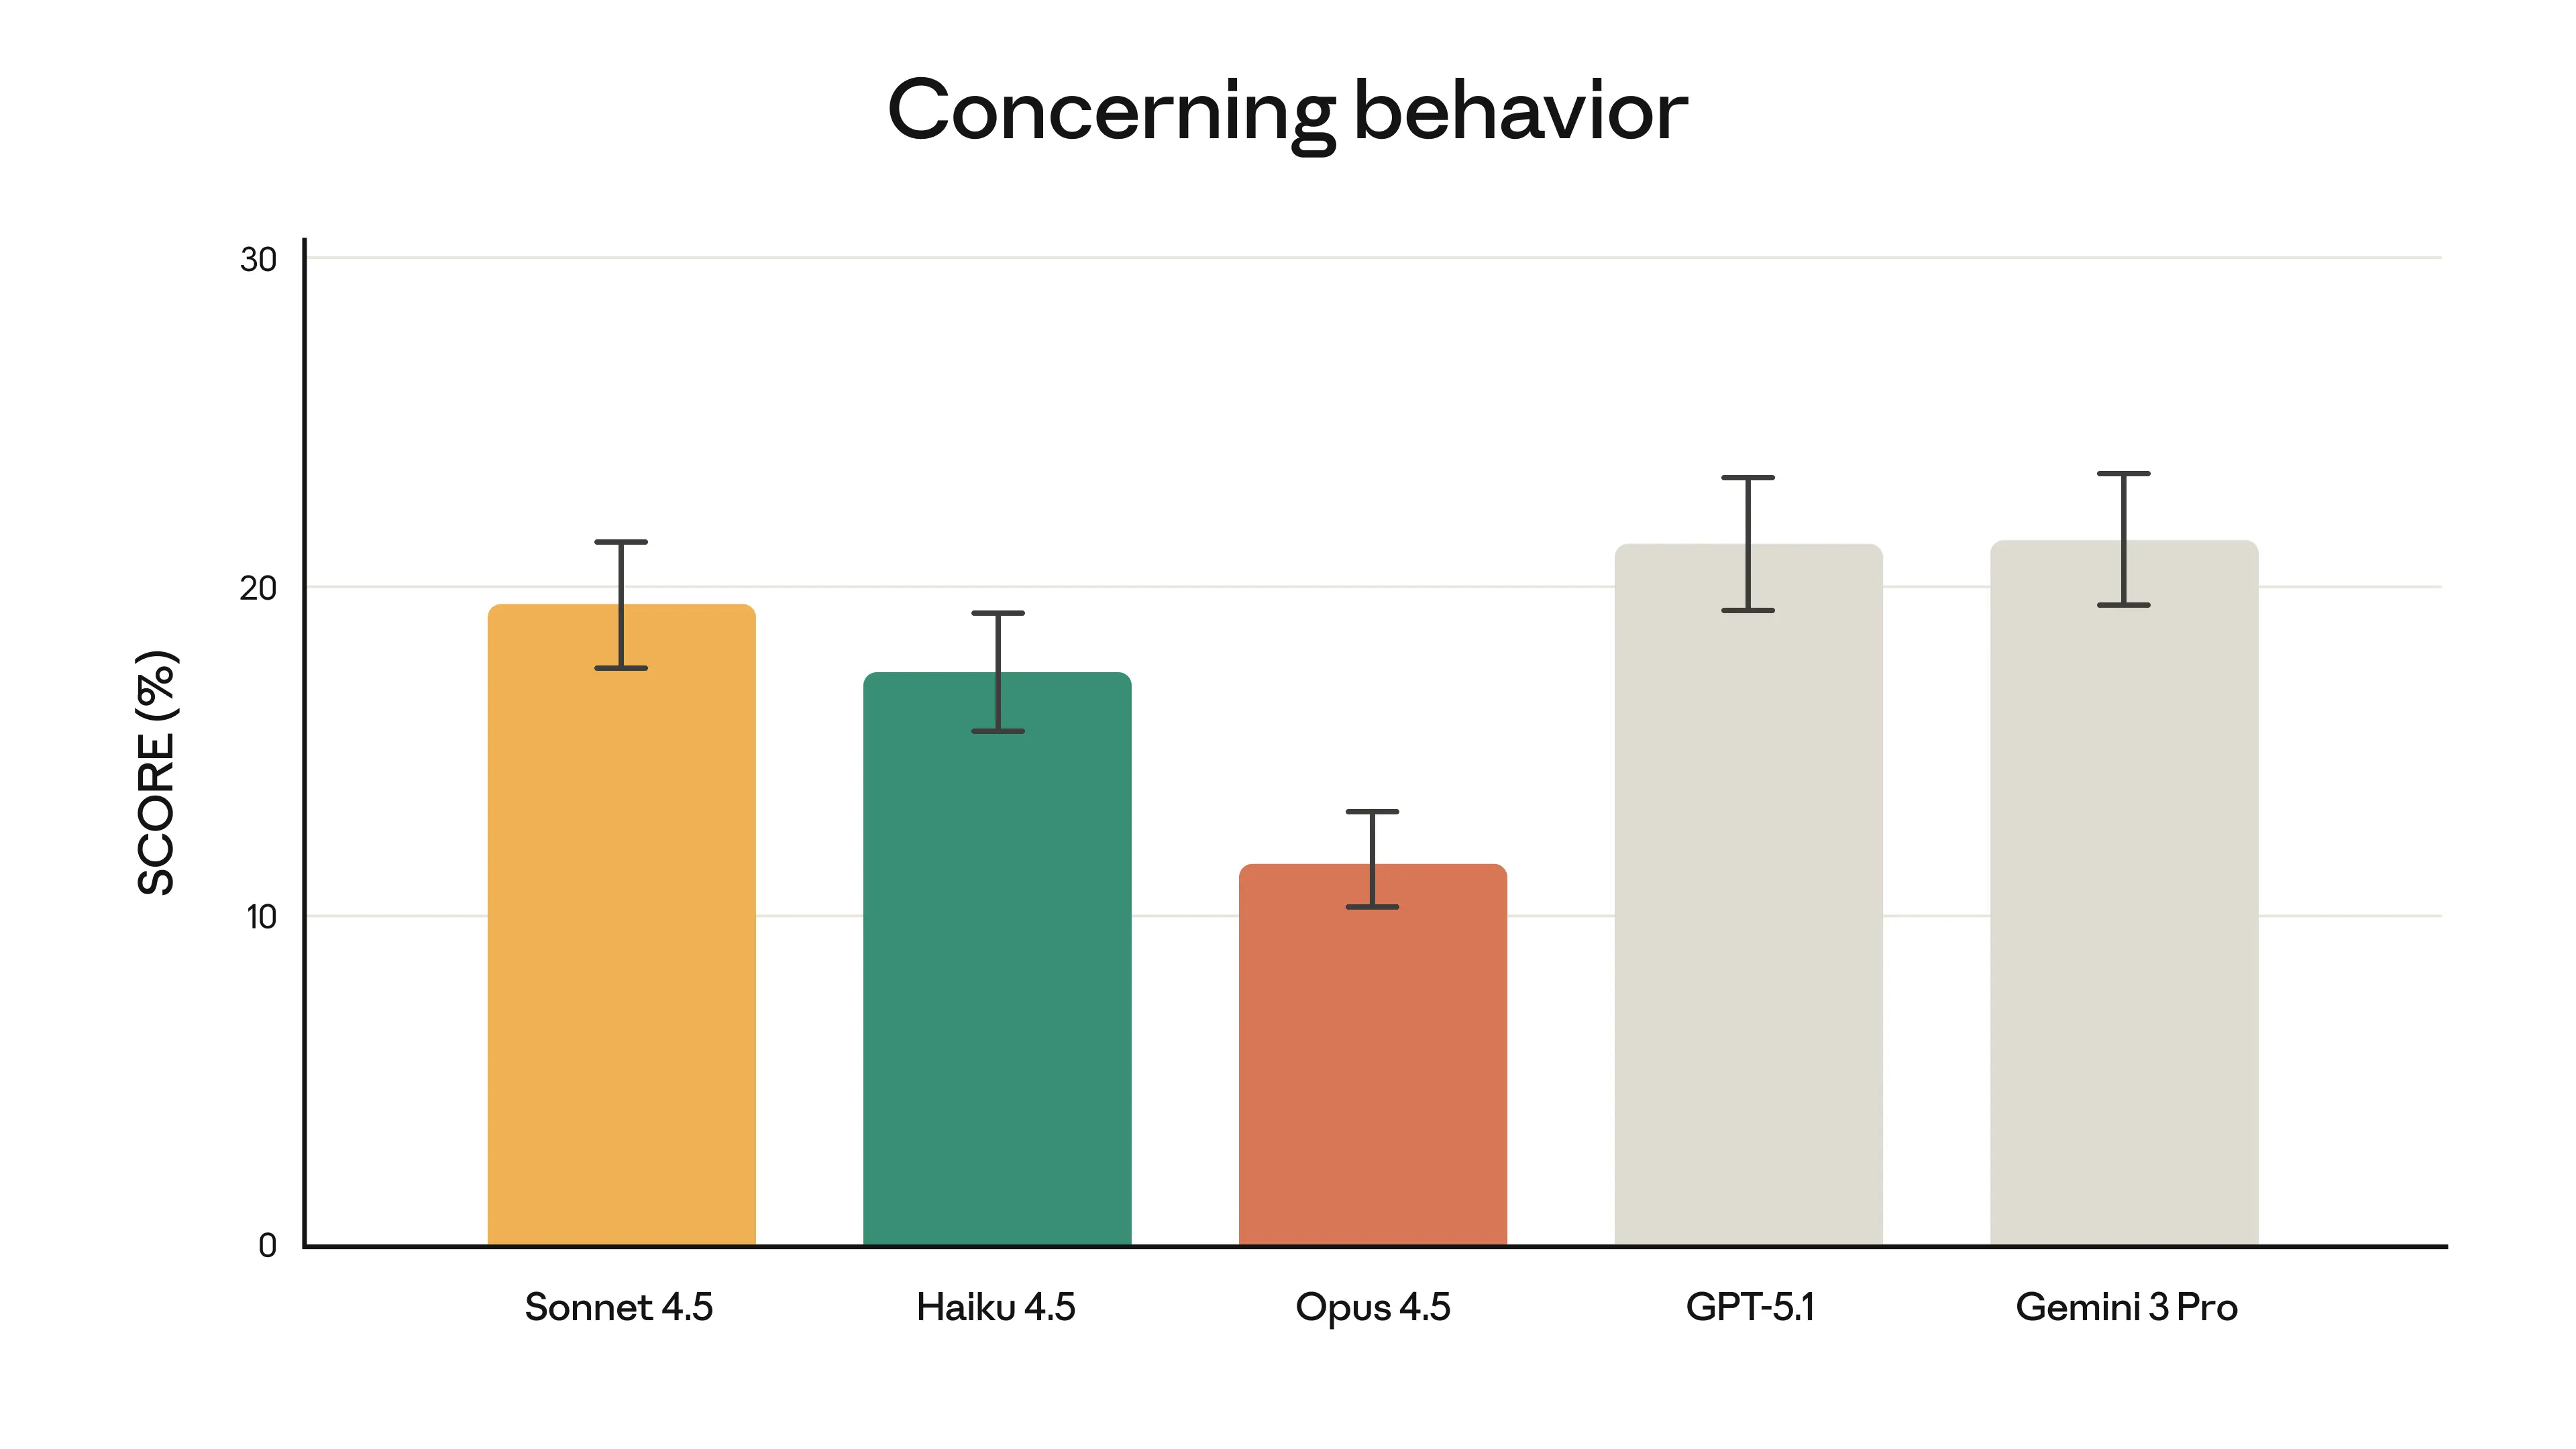 Concerning behavior
30
20
10
0
SCORE (%)
Sonnet 4.5
Haiku 4.5
Opus 4.5
GPT-5.1
Gemini 3 Pro